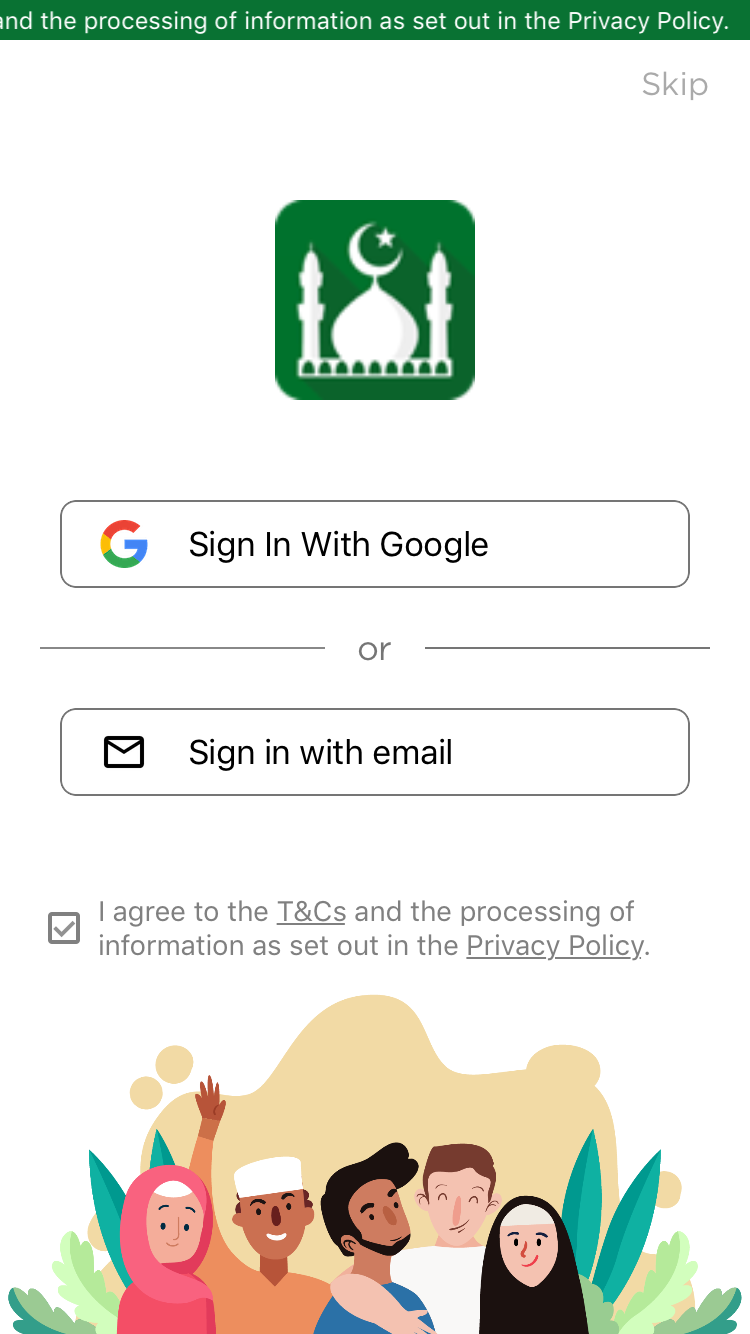 and the processing of information as set out in the Privacy Policy.
Skip
Sign In With Google
or
Sign in with email
I agree to the T&Cs and the processing of
information as set out in the Privacy Policy.